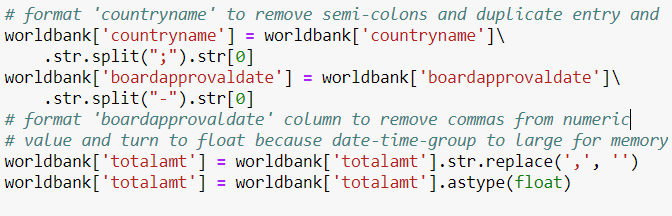 # format 'countryname' to remove semi-colons and duplicate entry and
worldbank['countryname'] = worldbank['countryname']\
    .str.split(";").str[0]
worldbank['boardapprovaldate'] = worldbank['boardapprovaldate']\
    .str.split("-").str[0]
# format 'boardapprovaldate' column to remove commas from numeric
# value and turn to float because date-time-group to large for memory
worldbank['totalamt'] = worldbank['totalamt'].str.replace(',', '')
worldbank['totalamt'] = worldbank['totalamt'].astype(float)